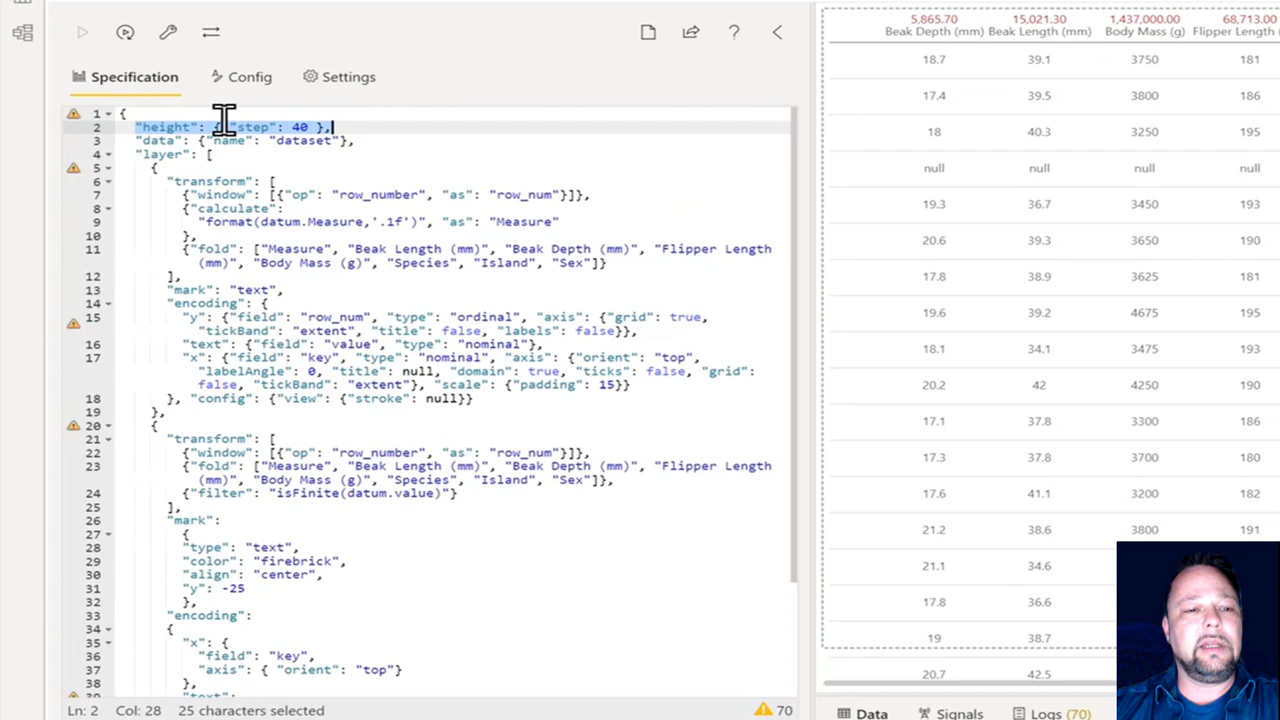 Specification Config Settings
1 {
2 "height": { "step": 40 },
3 "data": {"name": "dataset"},
4 "layer": [
5 {
6 "transform": [
7 {"window": [{"op": "row_number", "as": "row_num"}]},
8 {"calculate":
9 "format(datum.Measure,'.1f')", "as": "Measure"
10 },
11 {"fold": ["Measure", "Beak Length (mm)", "Beak Depth (mm)", "Flipper Length
(mm)", "Body Mass (g)", "Species", "Island", "Sex"]}
12 ],
13 "mark": "text",
14 "encoding": {
15 "y": {"field": "row_num", "type": "ordinal", "axis": {"grid": true,
"tickBand": "extent", "title": false, "labels": false}},
16 "text": {"field": "value", "type": "nominal"},
17 "x": {"field": "key", "type": "nominal", "axis": {"orient": "top",
"labelAngle": 0, "title": null, "domain": true, "ticks": false, "grid":
false, "tickBand": "extent"}, "scale": {"padding": 15}}
18 }, "config": {"view": {"stroke": null}}
19 },
20 {
21 "transform": [
22 {"window": [{"op": "row_number", "as": "row_num"}]},
23 {"fold": ["Measure", "Beak Length (mm)", "Beak Depth (mm)", "Flipper Length
(mm)", "Body Mass (g)", "Species", "Island", "Sex"]},
24 {"filter": "isFinite(datum.value)"}
25 ],
26 "mark":
27 {
28 "type": "text",
29 "color": "firebrick",
30 "align": "center",
31 "y": -25
32 },
33 "encoding":
34 {
35 "x": {
36 "field": "key",
37 "axis": { "orient": "top"}
38 },
Ln: 2 Col: 28 25 characters selected 70
5,865.70 15,021.30 1,437,000.00 68,713.00
Beak Depth (mm) Beak Length (mm) Body Mass (g) Flipper Length (
18.7 39.1 3750 181
17.4 39.5 3800 186
18 40.3 3250 195
null null null null
19.3 36.7 3450 193
20.6 39.3 3650 190
17.8 38.9 3625 181
19.6 39.2 4675 195
18.1 34.1 3475 193
20.2 42 4250 190
17.1 37.8 3300 186
17.3 37.8 3700 180
17.6 41.1 3200 182
21.2 38.6 3800 191
21.1 34.6
17.8 36.6
19 38.7
20.7 42.5
Data Signals Logs (70)